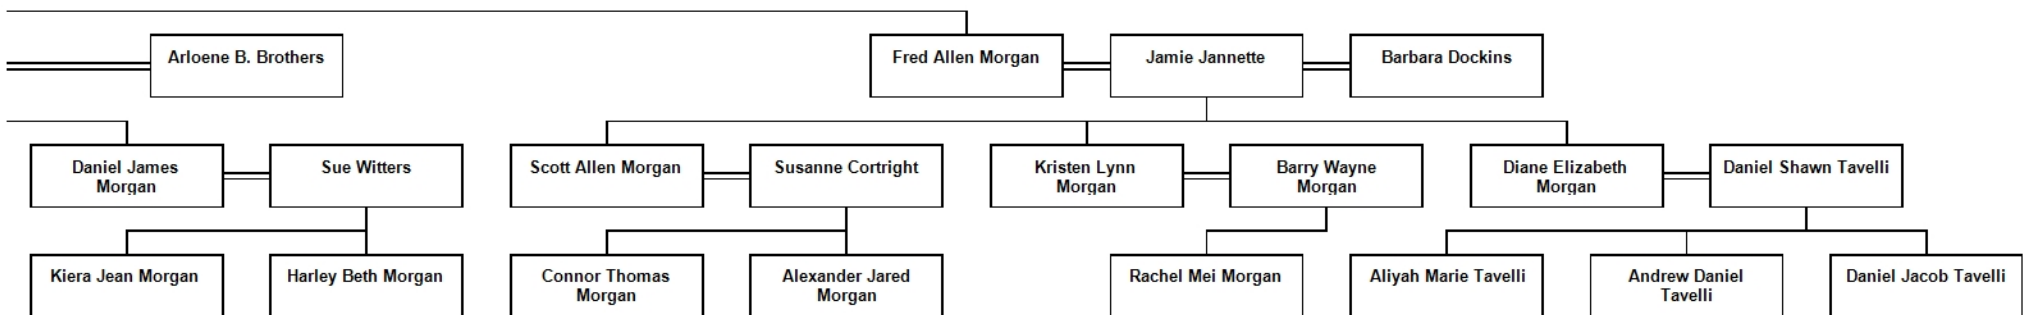 Arloene B. Brothers
Fred Allen Morgan
Jamie Jannette
Barbara Dockins
Daniel James
Morgan
Sue Witters
Scott Allen Morgan
Susanne Cortright
Kristen Lynn
Morgan
Barry Wayne
Morgan
Diane Elizabeth
Morgan
Daniel Shawn Tavelli
Kiera Jean Morgan
Harley Beth Morgan
Connor Thomas
Morgan
Alexander Jared
Morgan
Rachel Mei Morgan
Aliyah Marie Tavelli
Andrew Daniel
Tavelli
Daniel Jacob Tavelli